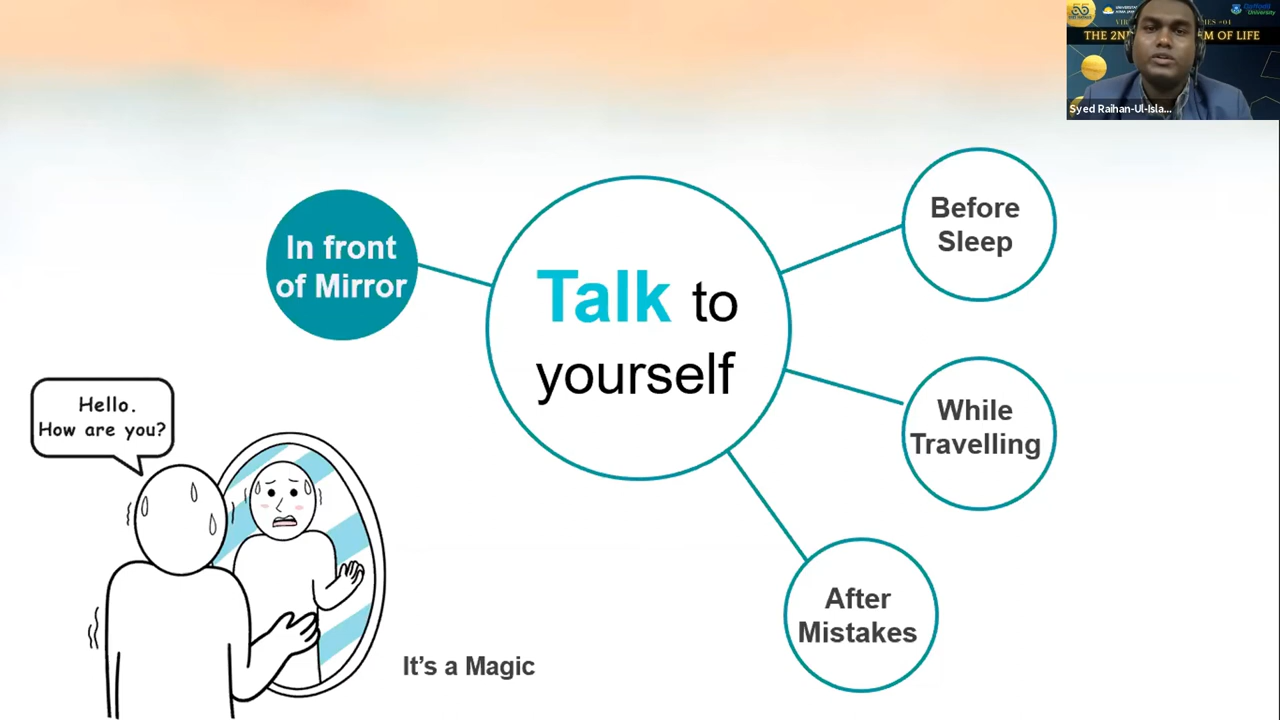 THE 2N
M OF LIFE
Syed Raihan-Ul-Isla...
Before
Sleep
In front
of Mirror
Talk to
yourself
While
Travelling
Hello.
How are you?
After
Mistakes
It's a Magic